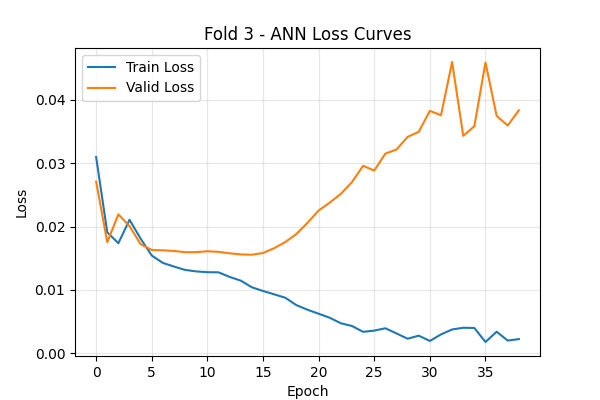 Fold 3 - ANN Loss Curves
Train Loss
Valid Loss
0.04
0.03
0.02
0.01
0.00
Loss
0 5 10 15 20 25 30 35
Epoch